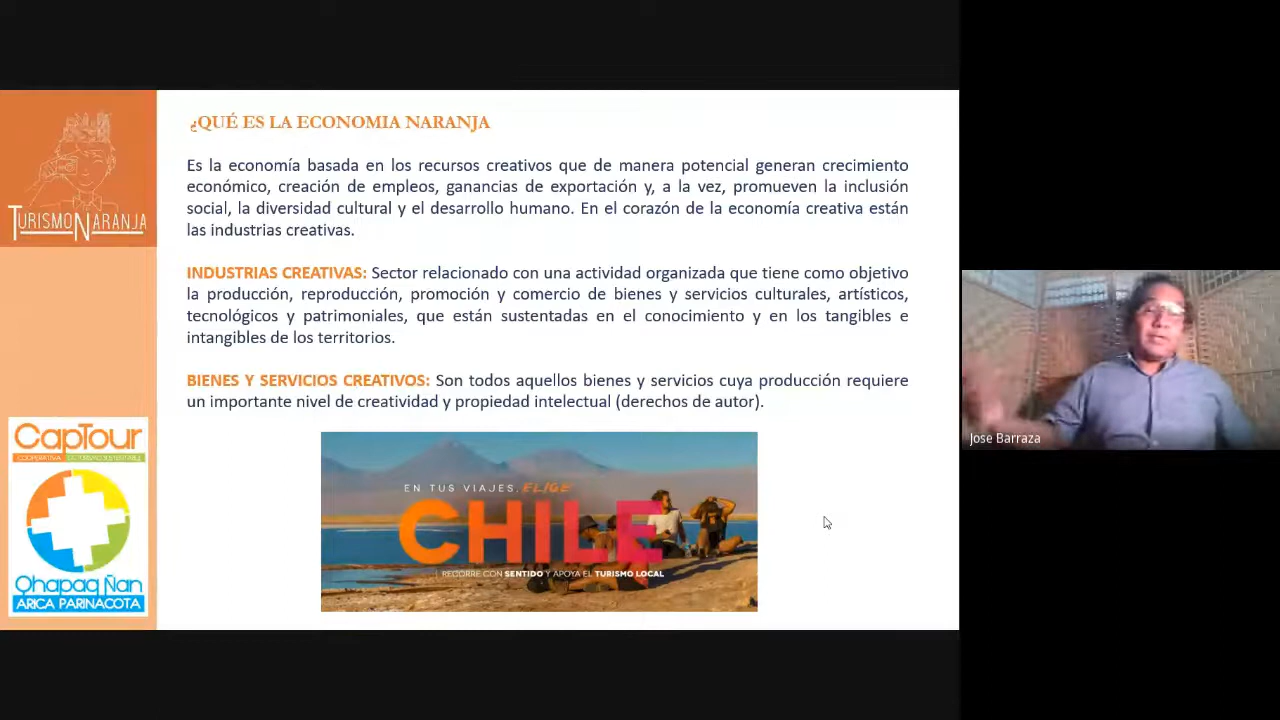 ¿QUÉ ES LA ECONOMIA NARANJA
Es la economía basada en los recursos creativos que de manera potencial generan crecimiento
económico, creación de empleos, ganancias de exportación y, a la vez, promueven la inclusión
social, la diversidad cultural y el desarrollo humano. En el corazón de la economía creativa están
las industrias creativas.
INDUSTRIAS CREATIVAS: Sector relacionado con una actividad organizada que tiene como objetivo
la producción, reproducción, promoción y comercio de bienes y servicios culturales, artísticos,
tecnológicos y patrimoniales, que están sustentadas en el conocimiento y en los tangibles e
intangibles de los territorios.
BIENES Y SERVICIOS CREATIVOS: Son todos aquellos bienes y servicios cuya producción requiere
un importante nivel de creatividad y propiedad intelectual (derechos de autor).
EN TUS VIAJES, ELIGE
CHILE
RECORRE CON SENTIDO Y APOYA EL TURISMO LOCAL
TURISMO NARANJA
CapTour
COOPERATIVA
Qhapaq Ñan
ARICA PARINACOTA
Jose Barraza